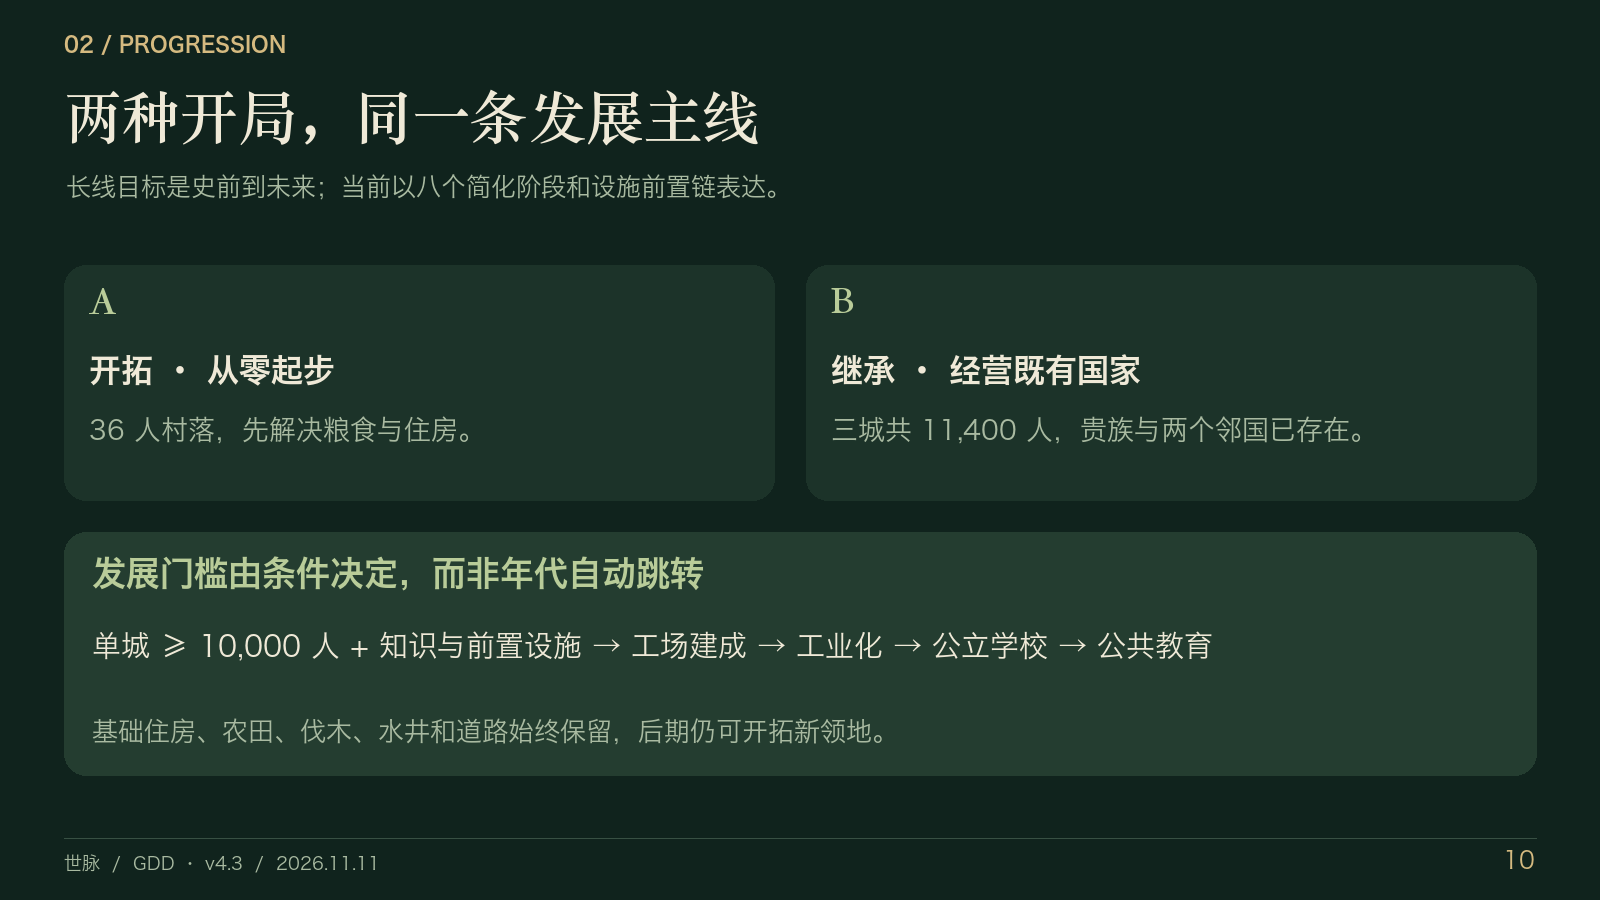 02 / PROGRESSION
两种开局，同一条发展主线
长线目标是史前到未来；当前以八个简化阶段和设施前置链表达。
A
开拓 · 从零起步
36 人村落，先解决粮食与住房。
B
继承 · 经营既有国家
三城共 11,400 人，贵族与两个邻国已存在。
发展门槛由条件决定，而非年代自动跳转
单城 ≥ 10,000 人 + 知识与前置设施 → 工场建成 → 工业化 → 公立学校 → 公共教育
基础住房、农田、伐木、水井和道路始终保留，后期仍可开拓新领地。
世脉 / GDD · v4.3 / 2026.11.11
10